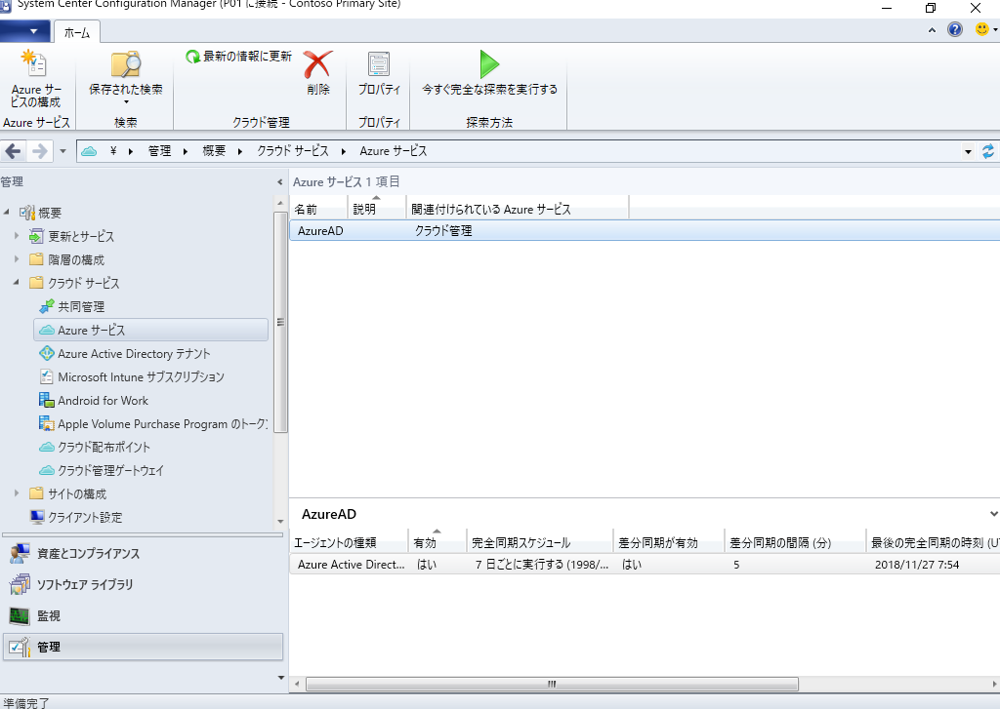 System Center Configuration Manager (P01 に接続 - Contoso Primary Site)
ホーム
Azure サー
ビスの構成
保存された検索
最新の情報に更新
削除
プロパティ
今すぐ完全な探索を実行する
Azure サービス
検索
クラウド管理
プロパティ
探索方法
¥ 管理 概要 クラウド サービス Azure サービス
管理
概要
更新とサービス
階層の構成
クラウド サービス
共同管理
Azure サービス
Azure Active Directory テナント
Microsoft Intune サブスクリプション
Android for Work
Apple Volume Purchase Program のトークン
クラウド配布ポイント
クラウド管理ゲートウェイ
サイトの構成
クライアント設定
資産とコンプライアンス
ソフトウェア ライブラリ
監視
管理
Azure サービス 1 項目
名前 説明 関連付けられている Azure サービス
AzureAD クラウド管理
AzureAD
エージェントの種類 有効 完全同期スケジュール 差分同期が有効 差分同期の間隔 (分) 最後の完全同期の時刻 (UT
Azure Active Direct... はい 7 日ごとに実行する (1998/... はい 5 2018/11/27 7:54
準備完了